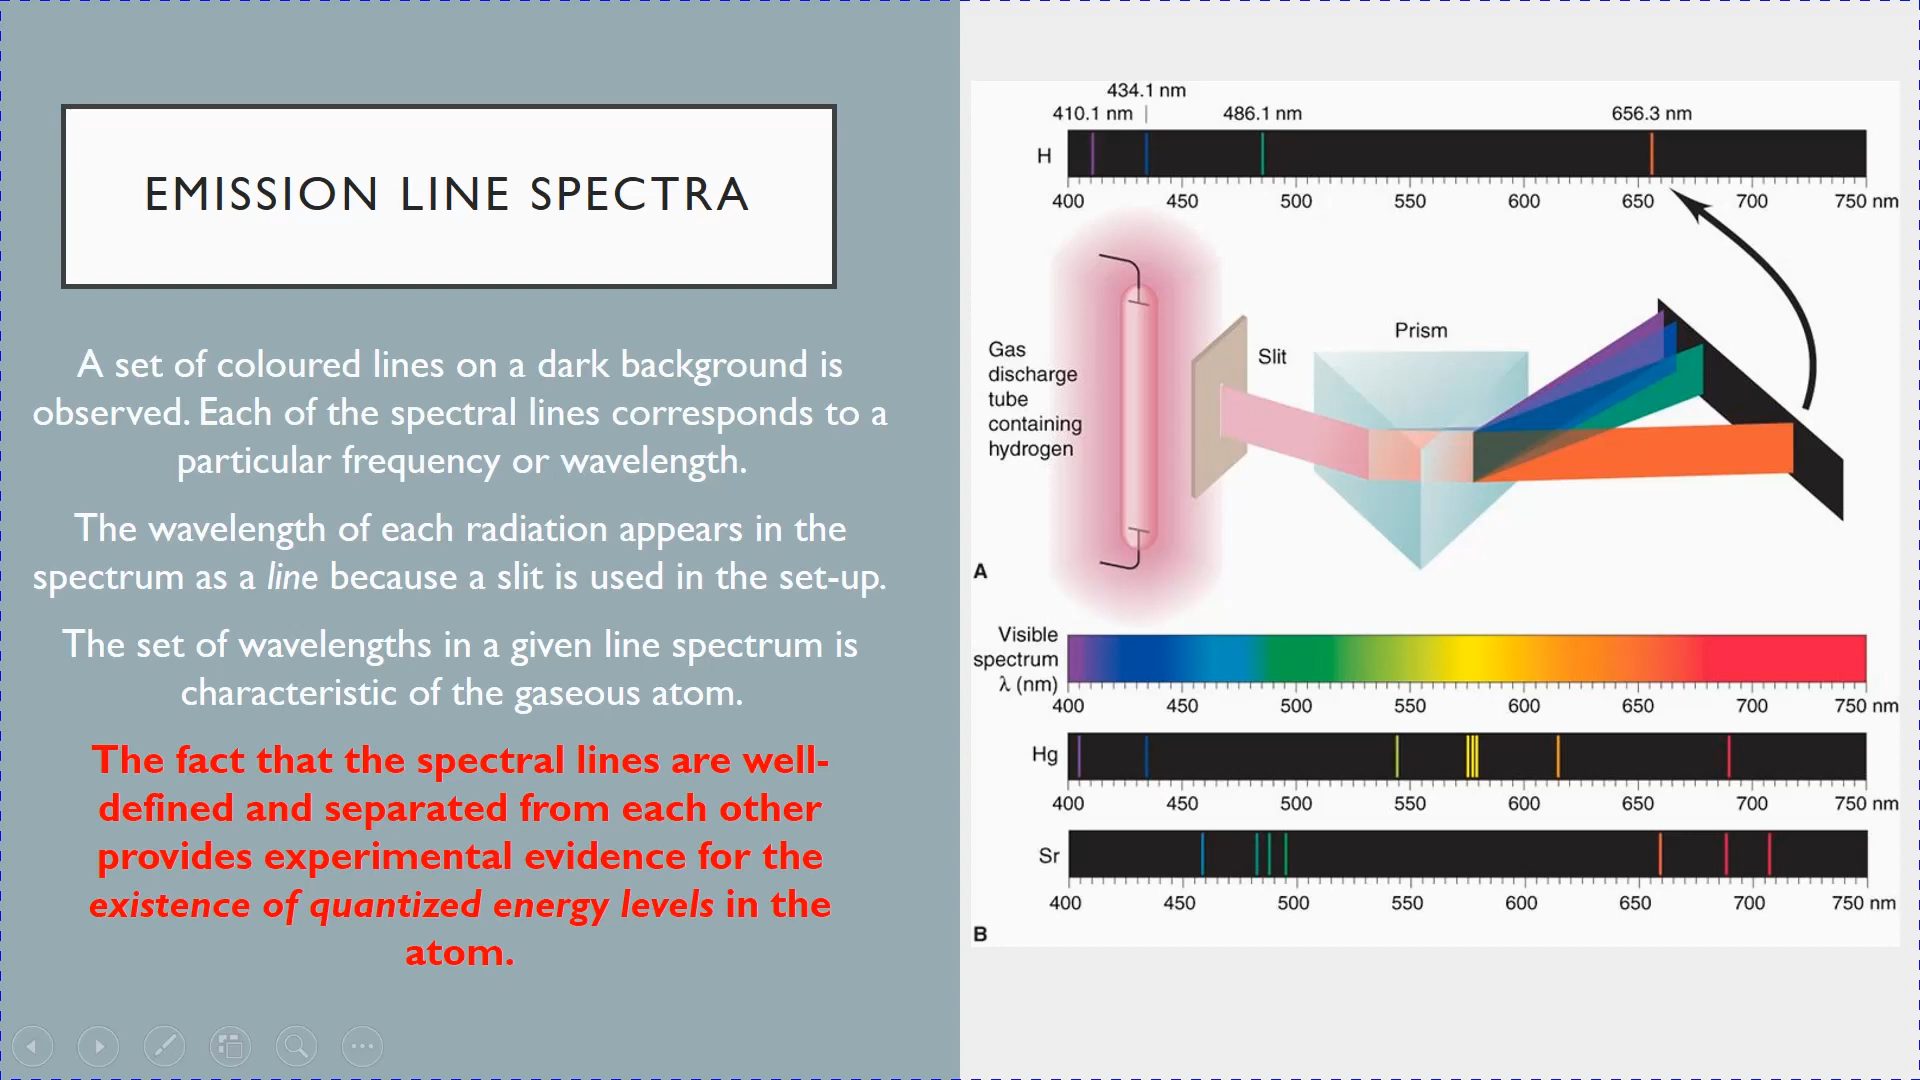 EMISSION LINE SPECTRA
A set of coloured lines on a dark background is
observed. Each of the spectral lines corresponds to a
particular frequency or wavelength.
The wavelength of each radiation appears in the
spectrum as a line because a slit is used in the set-up.
The set of wavelengths in a given line spectrum is
characteristic of the gaseous atom.
The fact that the spectral lines are well-
defined and separated from each other
provides experimental evidence for the
existence of quantized energy levels in the
atom.
434.1 nm
410.1 nm 486.1 nm 656.3 nm
H
400 450 500 550 600 650 700 750 nm
Prism
Slit
Gas
discharge
tube
containing
hydrogen
A
Visible
spectrum
λ (nm)
400 450 500 550 600 650 700 750 nm
Hg
400 450 500 550 600 650 700 750 nm
Sr
400 450 500 550 600 650 700 750 nm
B